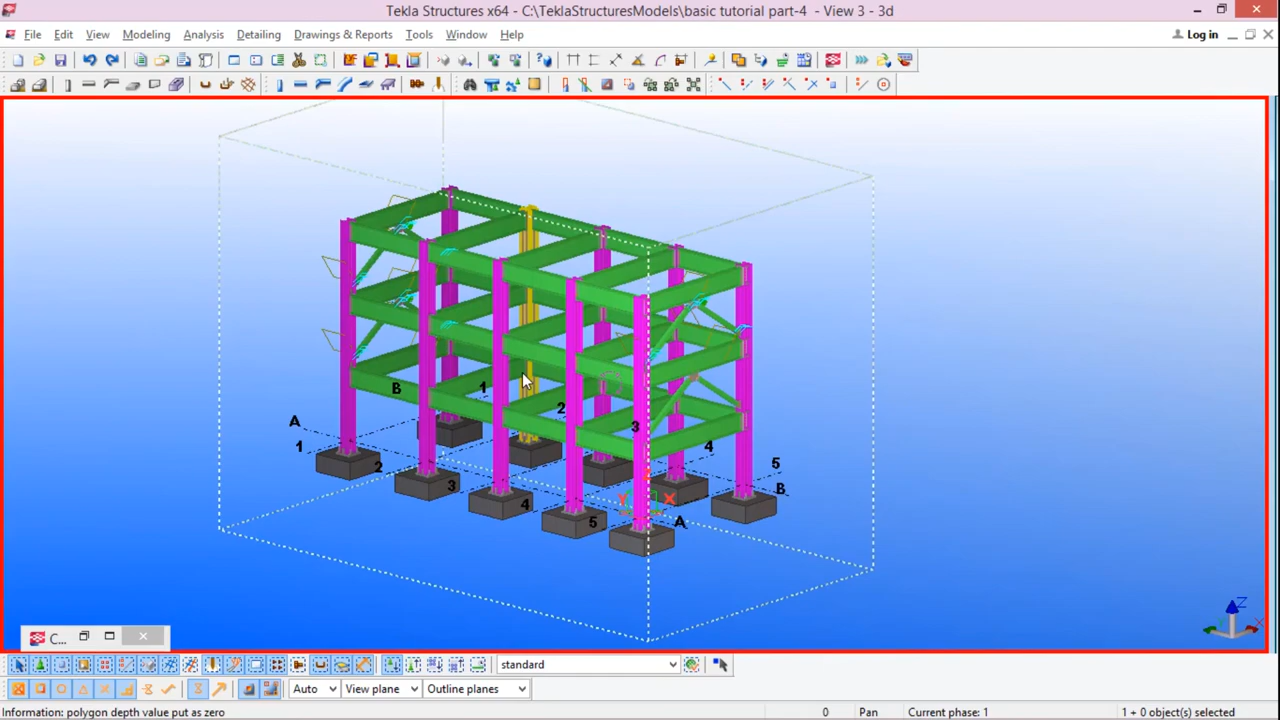 Tekla Structures x64 - C:\TeklaStructuresModels\basic tutorial part-4 - View 3 - 3d
File Edit View Modeling Analysis Detailing Drawings & Reports Tools Window Help Log in
B 1 2 3 4 5 B
A 1 2 3 4 5 A
Y X
Z
C...
standard
Auto View plane Outline planes
Information: polygon depth value put as zero 0 Pan Current phase: 1 1 + 0 object(s) selected